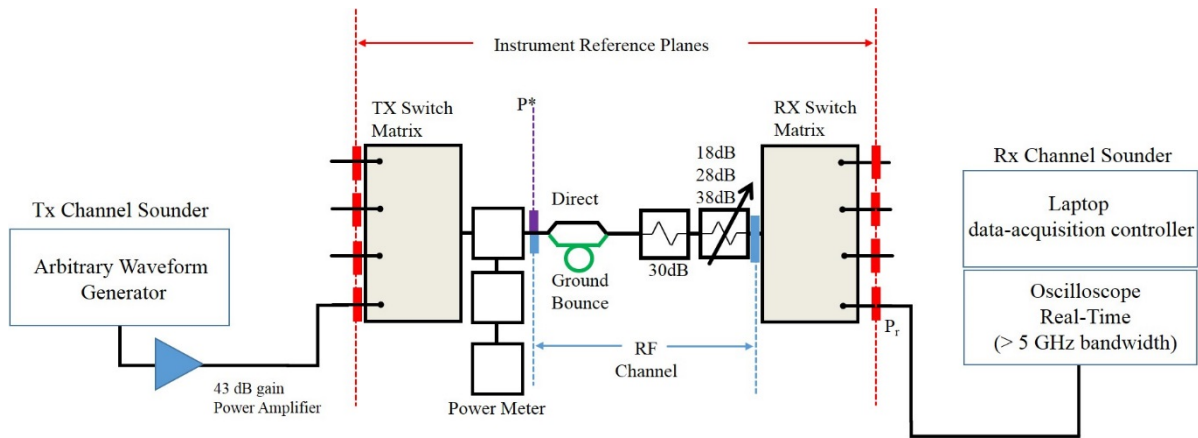 Instrument Reference Planes
P*
TX Switch
Matrix
RX Switch
Matrix
18dB
28dB
38dB
Rx Channel Sounder
Tx Channel Sounder
Direct
Laptop
data-acquisition controller
Arbitrary Waveform
Generator
30dB
Ground
Bounce
Oscilloscope
Real-Time
(> 5 GHz bandwidth)
Pr
RF
Channel
43 dB gain
Power Amplifier
Power Meter